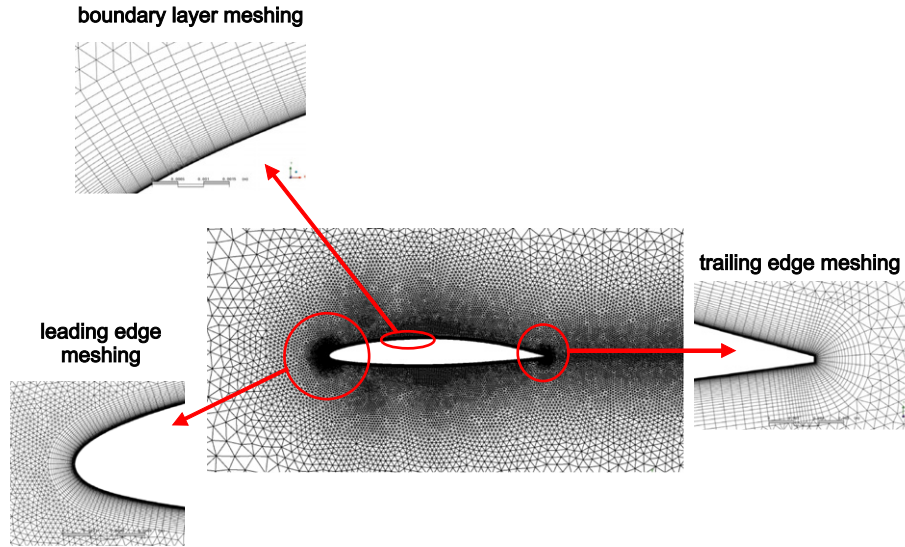 boundary layer meshing
trailing edge meshing
leading edge
meshing